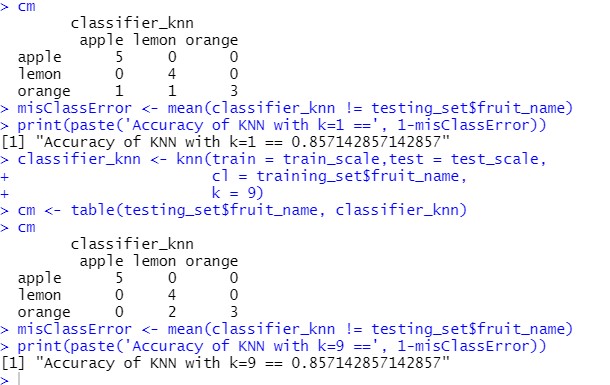 > cm
        classifier_knn
         apple lemon orange
  apple      5     0      0
  lemon      0     4      0
  orange     1     1      3
> misClassError <- mean(classifier_knn != testing_set$fruit_name)
> print(paste('Accuracy of KNN with k=1 ==', 1-misClassError))
[1] "Accuracy of KNN with k=1 == 0.857142857142857"
> classifier_knn <- knn(train = train_scale,test = test_scale,
+                       cl = training_set$fruit_name,
+                       k = 9)
> cm <- table(testing_set$fruit_name, classifier_knn)
> cm
        classifier_knn
         apple lemon orange
  apple      5     0      0
  lemon      0     4      0
  orange     0     2      3
> misClassError <- mean(classifier_knn != testing_set$fruit_name)
> print(paste('Accuracy of KNN with k=9 ==', 1-misClassError))
[1] "Accuracy of KNN with k=9 == 0.857142857142857"
>